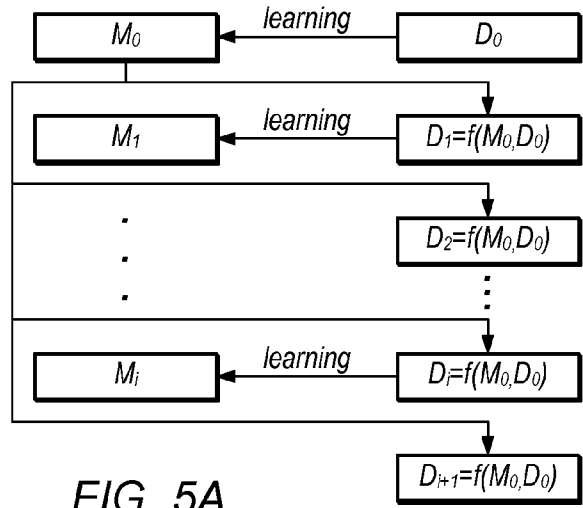 M₀ learning D₀
M₁ learning D₁=f(M₀,D₀)
D₂=f(M₀,D₀)
Mᵢ learning Dᵢ=f(M₀,D₀)
Dᵢ₊₁=f(M₀,D₀)
FIG. 5A